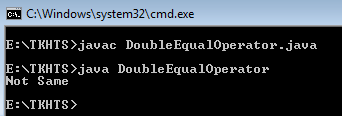 C:\Windows\system32\cmd.exe
E:\TKHTS>javac DoubleEqualOperator.java
E:\TKHTS>java DoubleEqualOperator
Not Same
E:\TKHTS>